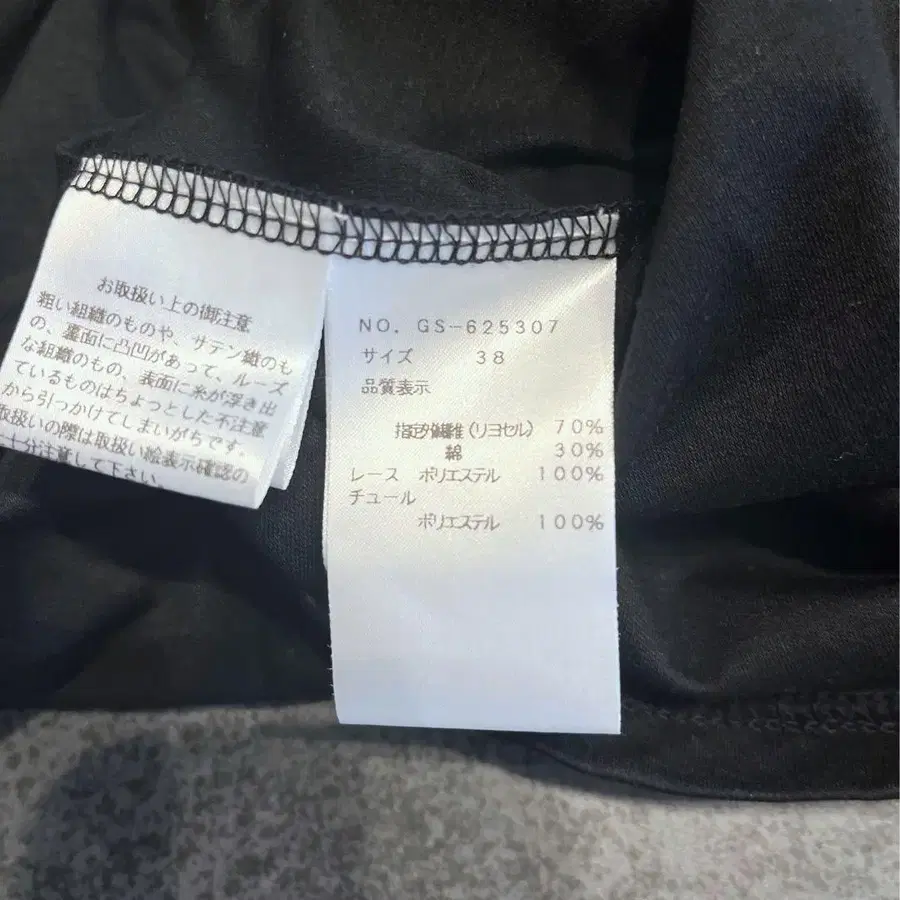 お取扱い上の御注意
粗い組織のものや、サテン織のも
の、裏面に凸凹があって、ルーズ
な組織のもの、表面に糸が浮き出
ているものはちょっとした不注意
から引っかけてしまいがちです。
取扱いの際は取扱い絵表示確認の
十分注意して下さい。
NO. GS-625307
サイズ 38
品質表示
指定外繊維(リヨセル) 70%
綿 30%
レース ポリエステル 100%
チュール
ポリエステル 100%